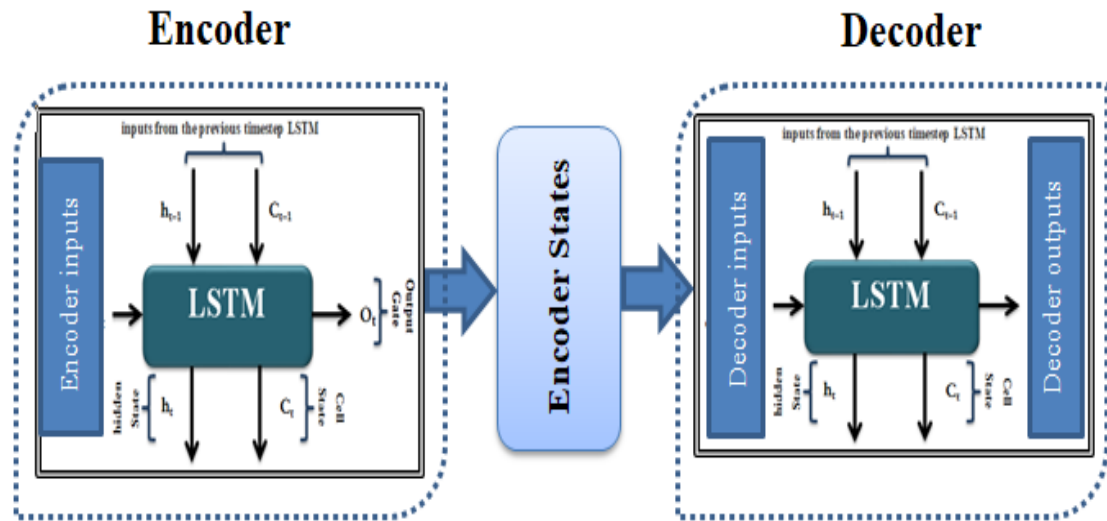 Encoder
Decoder
inputs from the previous timestep LSTM
Encoder inputs
hₜ₋₁
Cₜ₋₁
LSTM
Oₜ
Output
Gate
hidden
State
hₜ
Cₜ
Cell
State
Encoder States
inputs from the previous timestep LSTM
Decoder inputs
hₜ₋₁
Cₜ₋₁
LSTM
hidden
State
hₜ
Cₜ
Cell
State
Decoder outputs